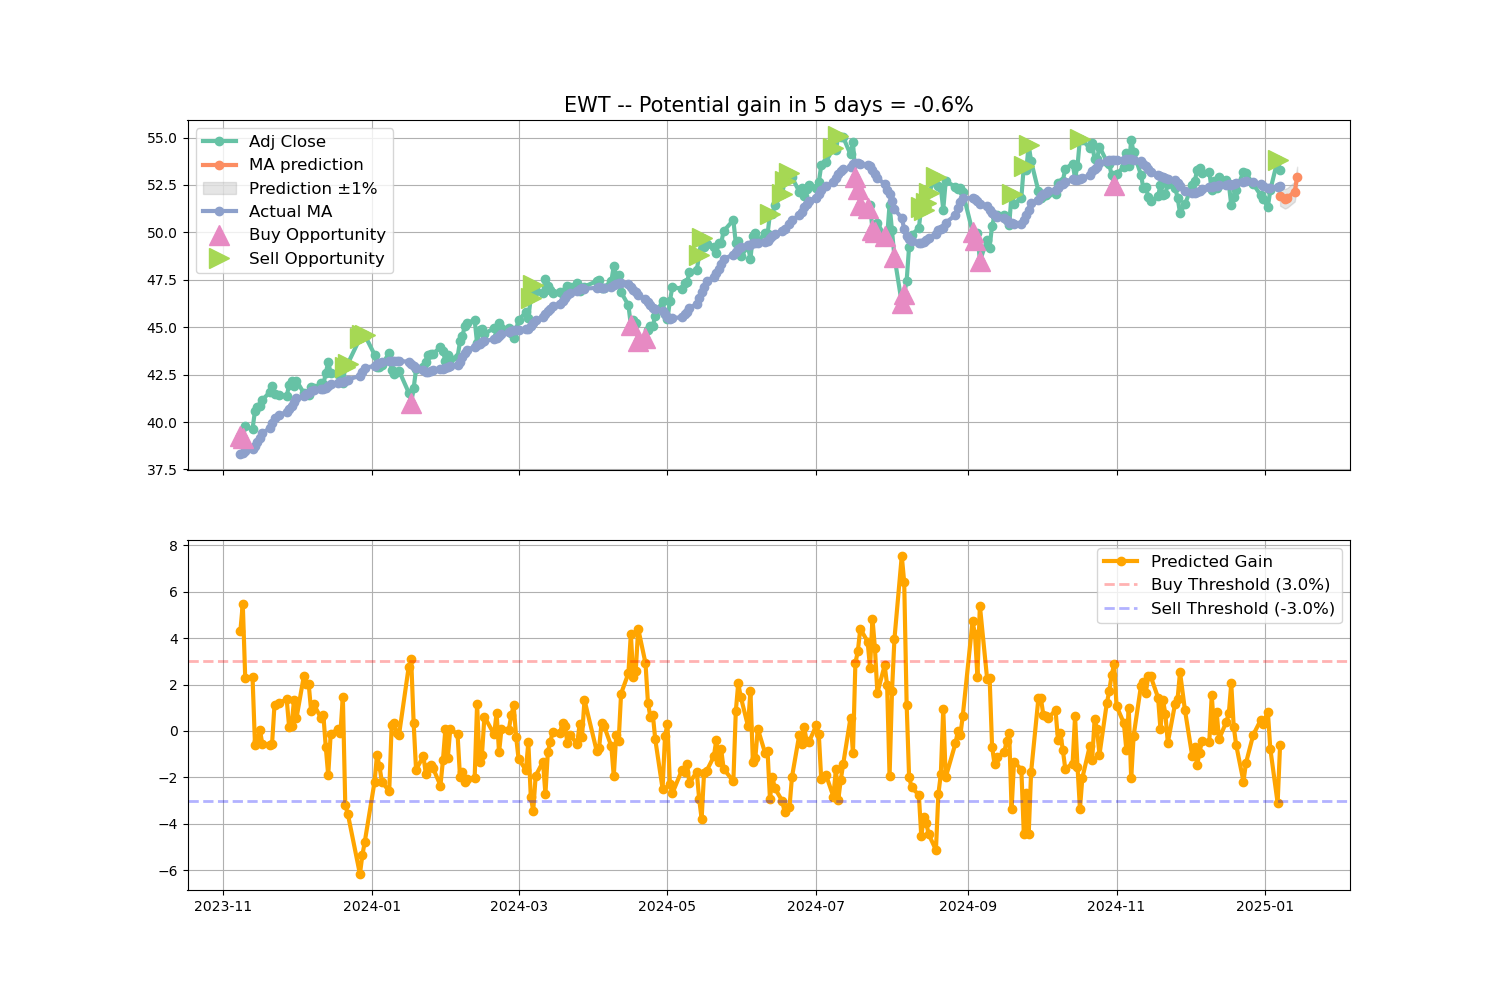 EWT -- Potential gain in 5 days = -0.6%
55.0
52.5
50.0
47.5
45.0
42.5
40.0
37.5
Adj Close
MA prediction
Prediction ±1%
Actual MA
Buy Opportunity
Sell Opportunity
8
6
4
2
0
−2
−4
−6
Predicted Gain
Buy Threshold (3.0%)
Sell Threshold (-3.0%)
2023-11
2024-01
2024-03
2024-05
2024-07
2024-09
2024-11
2025-01